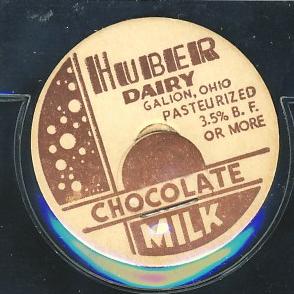 HUBER
DAIRY
GALION, OHIO
PASTEURIZED
3.5% B. F.
OR MORE
CHOCOLATE
MILK